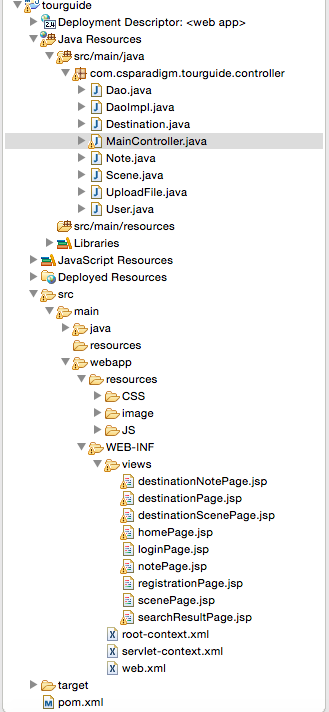 tourguide
Deployment Descriptor: <web app>
Java Resources
src/main/java
com.csparadigm.tourguide.controller
Dao.java
DaoImpl.java
Destination.java
MainController.java
Note.java
Scene.java
UploadFile.java
User.java
src/main/resources
Libraries
JavaScript Resources
Deployed Resources
src
main
java
resources
webapp
resources
CSS
image
JS
WEB-INF
views
destinationNotePage.jsp
destinationPage.jsp
destinationScenePage.jsp
homePage.jsp
loginPage.jsp
notePage.jsp
registrationPage.jsp
scenePage.jsp
searchResultPage.jsp
root-context.xml
servlet-context.xml
web.xml
target
pom.xml